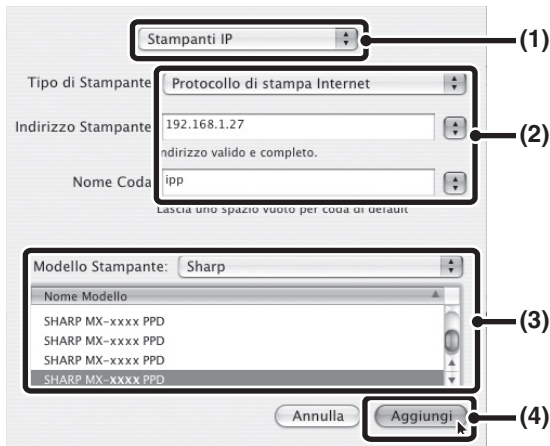 Stampanti IP
(1)
Tipo di Stampante Protocollo di stampa Internet
Indirizzo Stampante 192.168.1.27
(2)
ndirizzo valido e completo.
Nome Coda ipp
Lascia uno spazio vuoto per coda di default
Modello Stampante: Sharp
Nome Modello
SHARP MX-xxxx PPD
(3)
SHARP MX-xxxx PPD
SHARP MX-xxxx PPD
SHARP MX-xxxx PPD
Annulla Aggiungi (4)